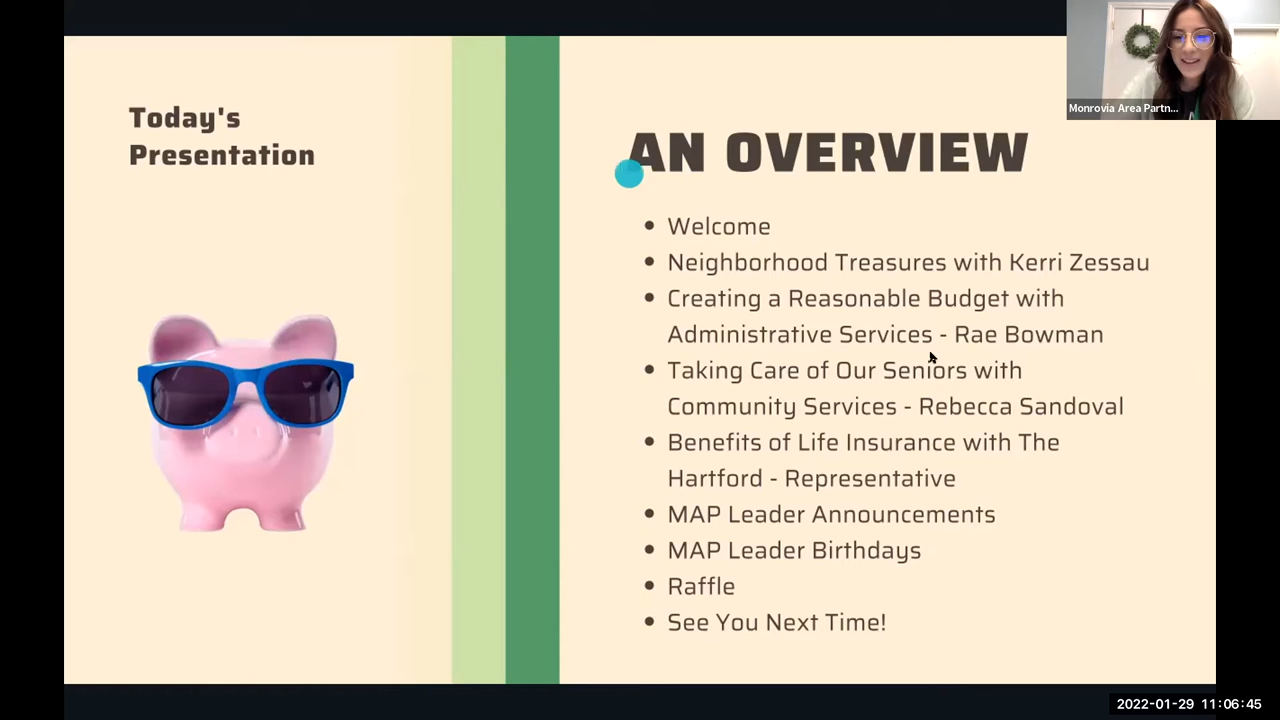 Today's
Presentation
AN OVERVIEW
• Welcome
• Neighborhood Treasures with Kerri Zessau
• Creating a Reasonable Budget with
Administrative Services - Rae Bowman
• Taking Care of Our Seniors with
Community Services - Rebecca Sandoval
• Benefits of Life Insurance with The
Hartford - Representative
• MAP Leader Announcements
• MAP Leader Birthdays
• Raffle
• See You Next Time!
Monrovia Area Partn...
2022-01-29 11:06:45